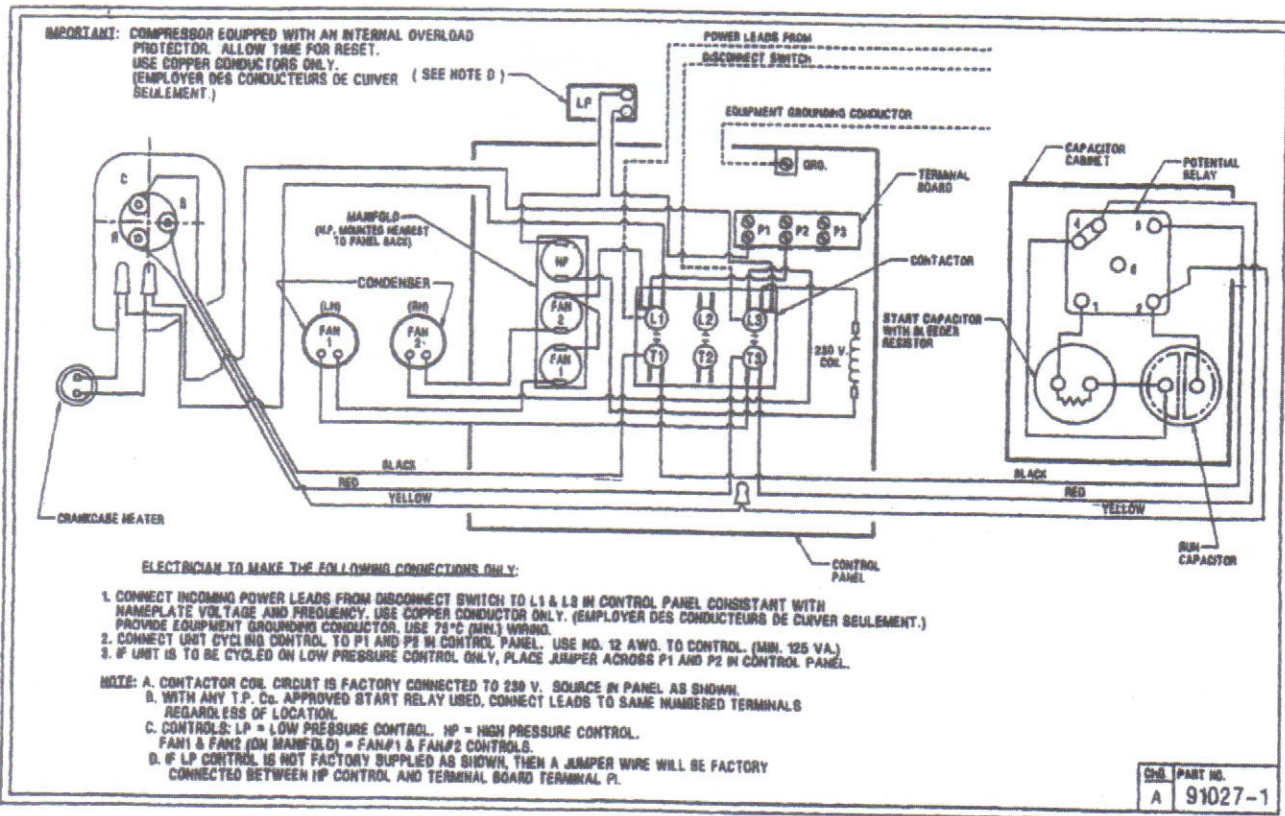 IMPORTANT: COMPRESSOR EQUIPPED WITH AN INTERNAL OVERLOAD
PROTECTOR. ALLOW TIME FOR RESET.
USE COPPER CONDUCTORS ONLY.
(EMPLOYER DES CONDUCTEURS DE CUIVER
SEULEMENT.)
( SEE NOTE D )
LP
POWER LEADS FROM
DISCONNECT SWITCH
EQUIPMENT GROUNDING CONDUCTOR
GRD.
TERMINAL
BOARD
P1 P2 P3
CAPACITOR
CABINET
POTENTIAL
RELAY
C
S
R
MANIFOLD
(H.P. MOUNTED NEAREST
TO PANEL BACK)
HP
FAN
2
FAN
1
CONDENSER
(LH)
FAN
1
(RH)
FAN
2
CONTACTOR
L1 L2 L3
T1 T2 T3
230 V.
COIL
4
5
6
1
2
START CAPACITOR
WITH BLEEDER
RESISTOR
BLACK
RED
YELLOW
BLACK
RED
YELLOW
CRANKCASE HEATER
CONTROL
PANEL
RUN
CAPACITOR
ELECTRICIAN TO MAKE THE FOLLOWING CONNECTIONS ONLY:
1. CONNECT INCOMING POWER LEADS FROM DISCONNECT SWITCH TO L1 & L3 IN CONTROL PANEL CONSISTANT WITH
NAMEPLATE VOLTAGE AND FREQUENCY. USE COPPER CONDUCTOR ONLY. (EMPLOYER DES CONDUCTEURS DE CUIVER SEULEMENT.)
PROVIDE EQUIPMENT GROUNDING CONDUCTOR. USE 75°C (MIN.) WIRING.
2. CONNECT UNIT CYCLING CONTROL TO P1 AND P2 IN CONTROL PANEL. USE NO. 12 AWG. TO CONTROL. (MIN. 125 VA.)
3. IF UNIT IS TO BE CYCLED ON LOW PRESSURE CONTROL ONLY, PLACE JUMPER ACROSS P1 AND P2 IN CONTROL PANEL.
NOTE: A. CONTACTOR COIL CIRCUIT IS FACTORY CONNECTED TO 230 V. SOURCE IN PANEL AS SHOWN.
B. WITH ANY T.P. Co. APPROVED START RELAY USED, CONNECT LEADS TO SAME NUMBERED TERMINALS
REGARDLESS OF LOCATION.
C. CONTROLS: LP = LOW PRESSURE CONTROL. HP = HIGH PRESSURE CONTROL.
FAN1 & FAN2 (ON MANIFOLD) = FAN#1 & FAN#2 CONTROLS.
D. IF LP CONTROL IS NOT FACTORY SUPPLIED AS SHOWN, THEN A JUMPER WIRE WILL BE FACTORY
CONNECTED BETWEEN HP CONTROL AND TERMINAL BOARD TERMINAL P1.
CHG. PART NO.
A 91027-1